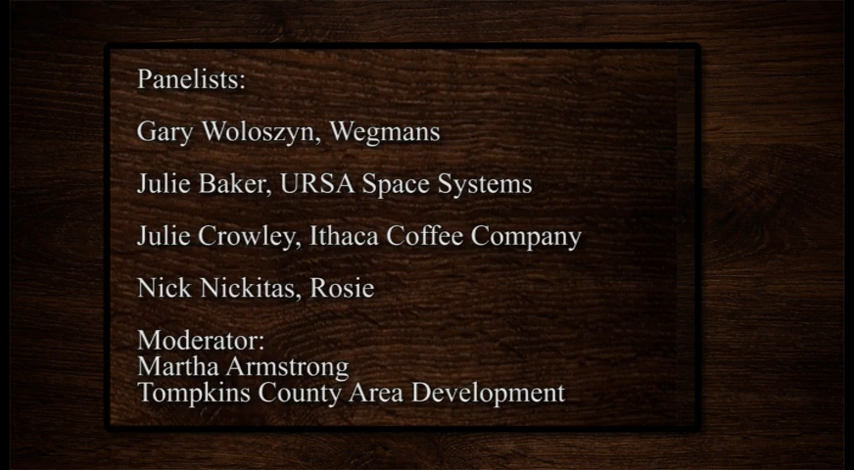 Panelists:
Gary Woloszyn, Wegmans
Julie Baker, URSA Space Systems
Julie Crowley, Ithaca Coffee Company
Nick Nickitas, Rosie
Moderator:
Martha Armstrong
Tompkins County Area Development